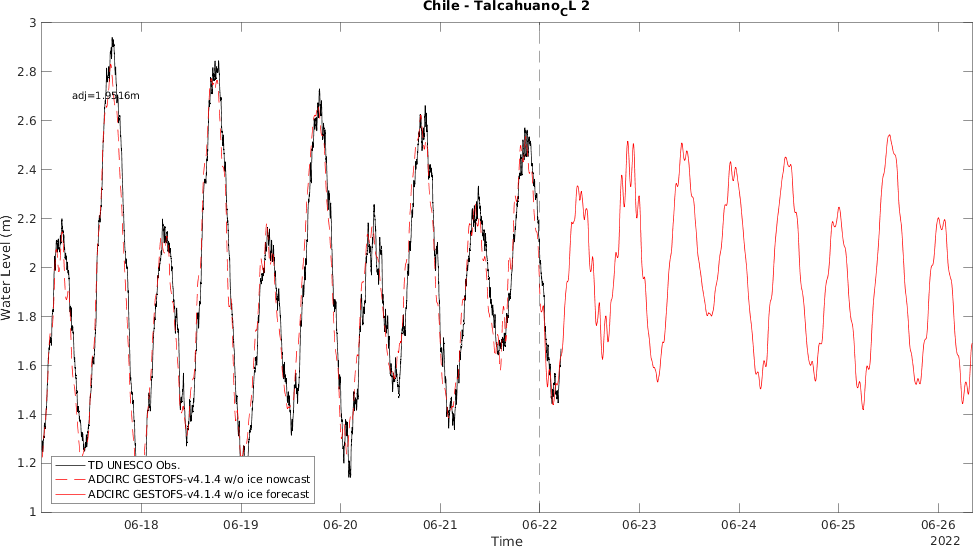 Chile - Talcahuano_CL 2
3
2.8
adj=1.9516m
2.6
2.4
2.2
Water Level (m)
2
1.8
1.6
1.4
1.2
1
TD UNESCO Obs.
ADCIRC GESTOFS-v4.1.4 w/o ice nowcast
ADCIRC GESTOFS-v4.1.4 w/o ice forecast
06-18 06-19 06-20 06-21 06-22 06-23 06-24 06-25 06-26
Time 2022